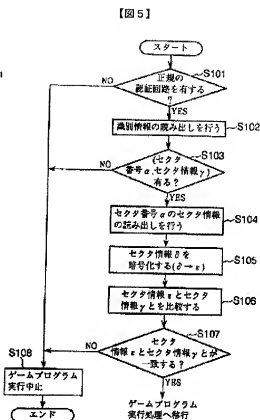 【図5】
スタート
S101
正規の
認証回路を有する
?
NO
YES
識別情報の読み出しを行う
S102
S103
(セクタ
番号α,セクタ情報γ)
有る?
NO
YES
セクタ番号αのセクタ情報
の読み出しを行う
S104
セクタ情報δを
暗号化する(δ→ε)
S105
セクタ情報εとセクタ
情報γとを比較する
S106
S107
セクタ
情報εとセクタ情報γとが
一致する?
NO
YES
S108
ゲームプログラム
実行中止
エンド
ゲームプログラム
実行処理へ移行